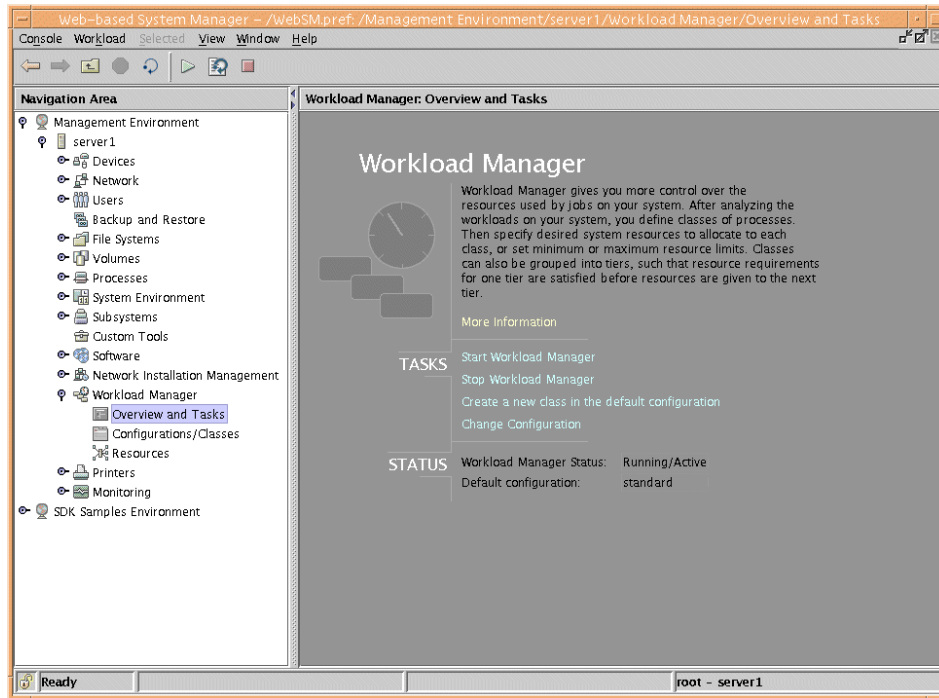 Web-based System Manager - /WebSM.pref: /Management Environment/server1/Workload Manager/Overview and Tasks
Console Workload Selected View Window Help
Navigation Area
Workload Manager: Overview and Tasks
Management Environment
server1
Devices
Network
Users
Backup and Restore
File Systems
Volumes
Processes
System Environment
Subsystems
Custom Tools
Software
Network Installation Management
Workload Manager
Overview and Tasks
Configurations/Classes
Resources
Printers
Monitoring
SDK Samples Environment
Workload Manager
Workload Manager gives you more control over the
resources used by jobs on your system. After analyzing the
workloads on your system, you define classes of processes.
Then specify desired system resources to allocate to each
class, or set minimum or maximum resource limits. Classes
can also be grouped into tiers, such that resource requirements
for one tier are satisfied before resources are given to the next
tier.
More Information
TASKS
Start Workload Manager
Stop Workload Manager
Create a new class in the default configuration
Change Configuration
STATUS
Workload Manager Status: Running/Active
Default configuration: standard
Ready
root - server1